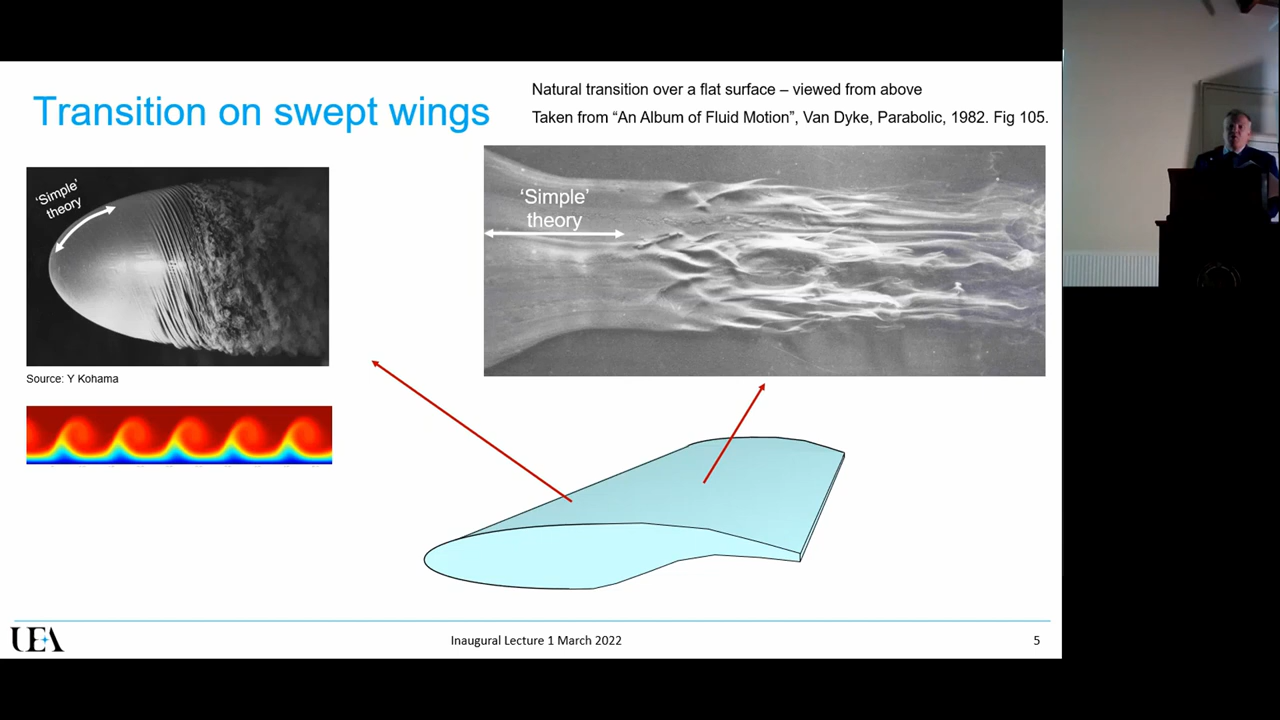 Transition on swept wings
Natural transition over a flat surface – viewed from above
Taken from “An Album of Fluid Motion”, Van Dyke, Parabolic, 1982. Fig 105.
‘Simple’
theory
‘Simple’
theory
Source: Y Kohama
UEA
Inaugural Lecture 1 March 2022
5